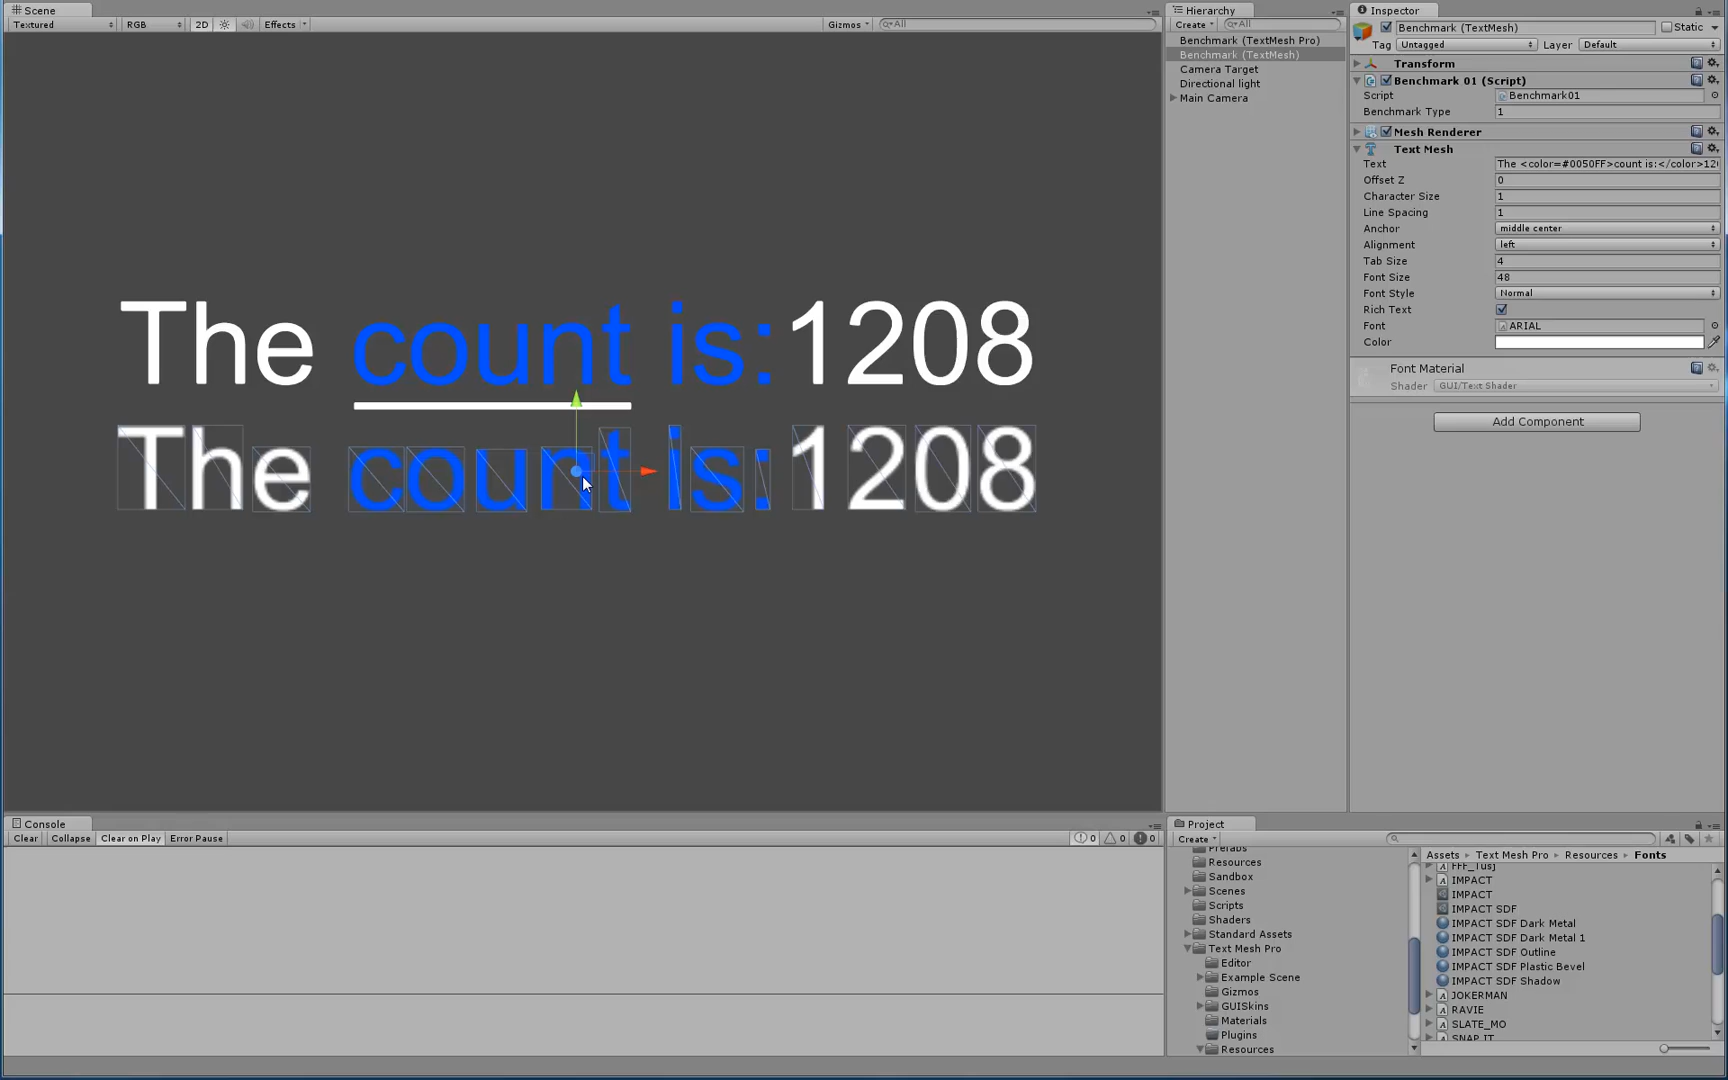 Scene
Textured RGB 2D Effects Gizmos All
The count is:1208
The count is:1208
Console
Clear Collapse Clear on Play Error Pause 0 0 0
Hierarchy
Create All
Benchmark (TextMesh Pro)
Benchmark (TextMesh)
Camera Target
Directional light
Main Camera
Inspector
Benchmark (TextMesh) Static
Tag Untagged Layer Default
Transform
Benchmark 01 (Script)
Script Benchmark01
Benchmark Type 1
Mesh Renderer
Text Mesh
Text The <color=#0050FF>count is:</color>120
Offset Z 0
Character Size 1
Line Spacing 1
Anchor middle center
Alignment left
Tab Size 4
Font Size 48
Font Style Normal
Rich Text
Font ARIAL
Color
Font Material
Shader GUI/Text Shader
Add Component
Project
Create
Prefabs
Resources
Sandbox
Scenes
Scripts
Shaders
Standard Assets
Text Mesh Pro
Editor
Example Scene
Gizmos
GUISkins
Materials
Plugins
Resources
Assets Text Mesh Pro Resources Fonts
FFF_Tusj
IMPACT
IMPACT
IMPACT SDF
IMPACT SDF Dark Metal
IMPACT SDF Dark Metal 1
IMPACT SDF Outline
IMPACT SDF Plastic Bevel
IMPACT SDF Shadow
JOKERMAN
RAVIE
SLATE_MO
SNAP IT